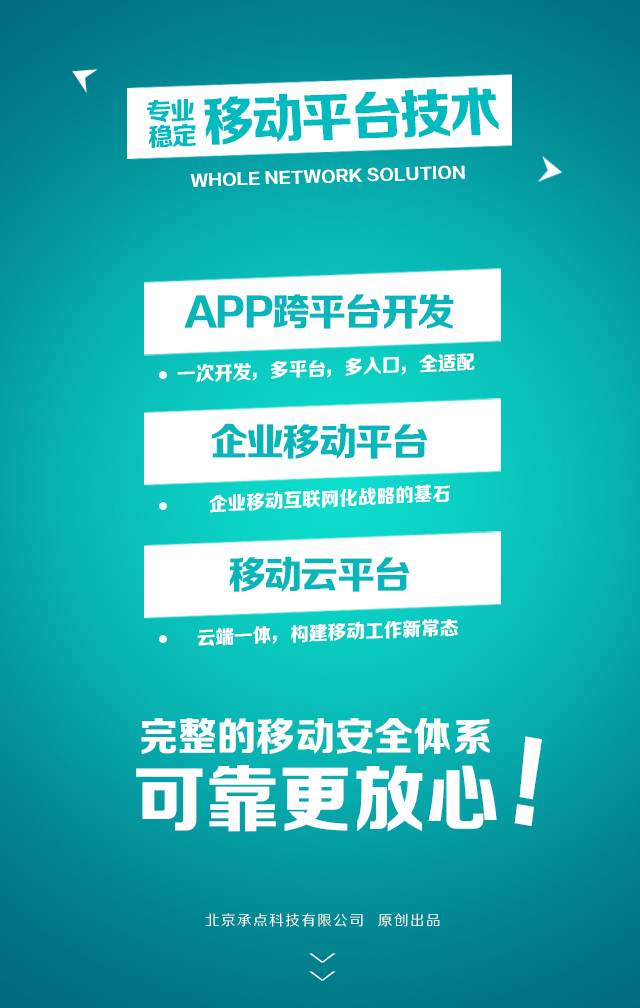 专业
稳定
移动平台技术
WHOLE NETWORK SOLUTION
APP跨平台开发
• 一次开发，多平台，多入口，全适配
企业移动平台
• 企业移动互联网化战略的基石
移动云平台
• 云端一体，构建移动工作新常态
完整的移动安全体系
可靠更放心！
北京承点科技有限公司 原创出品